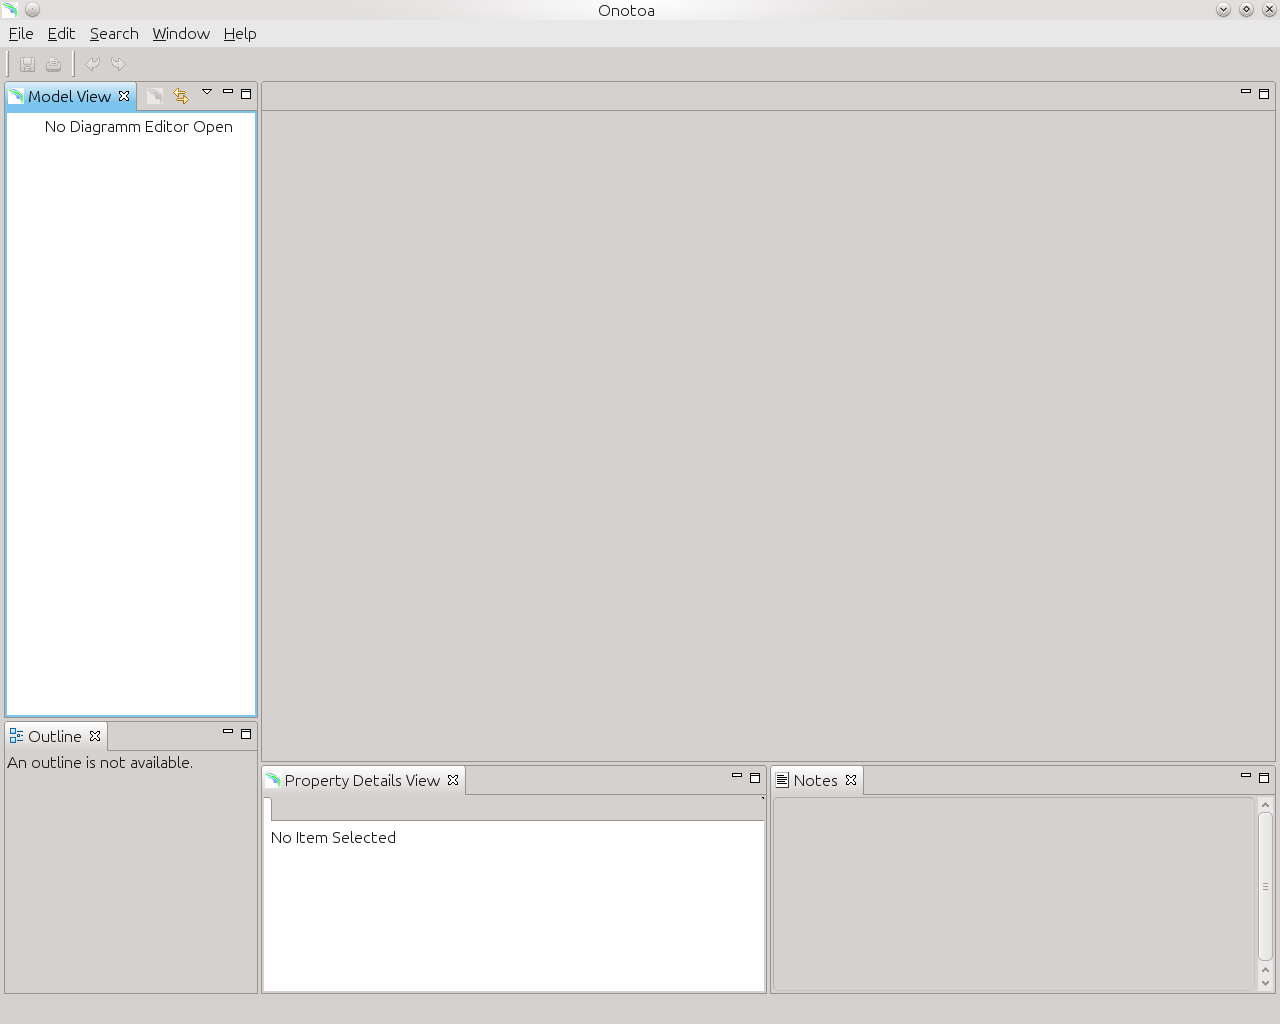 Onotoa
File Edit Search Window Help
Model View
No Diagramm Editor Open
Outline
An outline is not available.
Property Details View
No Item Selected
Notes